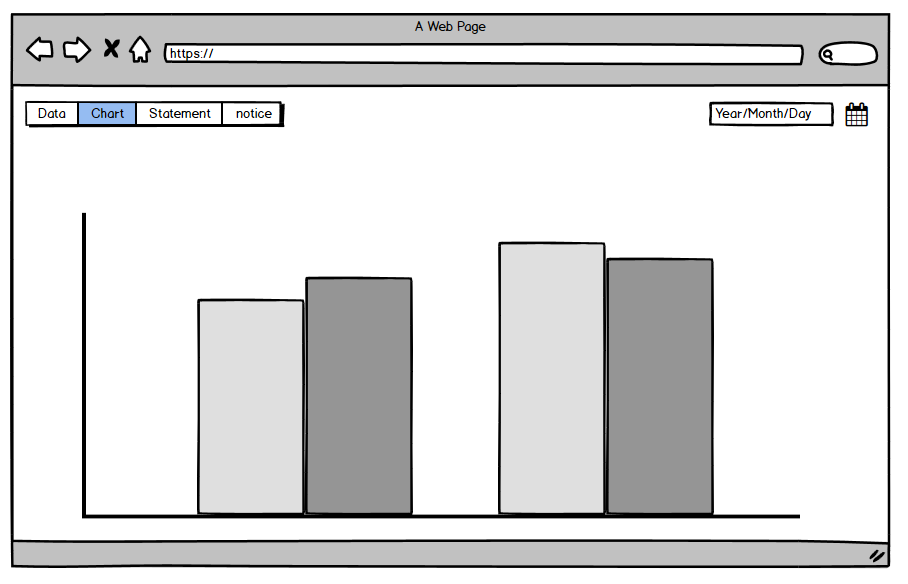 A Web Page
https://
Data Chart Statement notice
Year/Month/Day